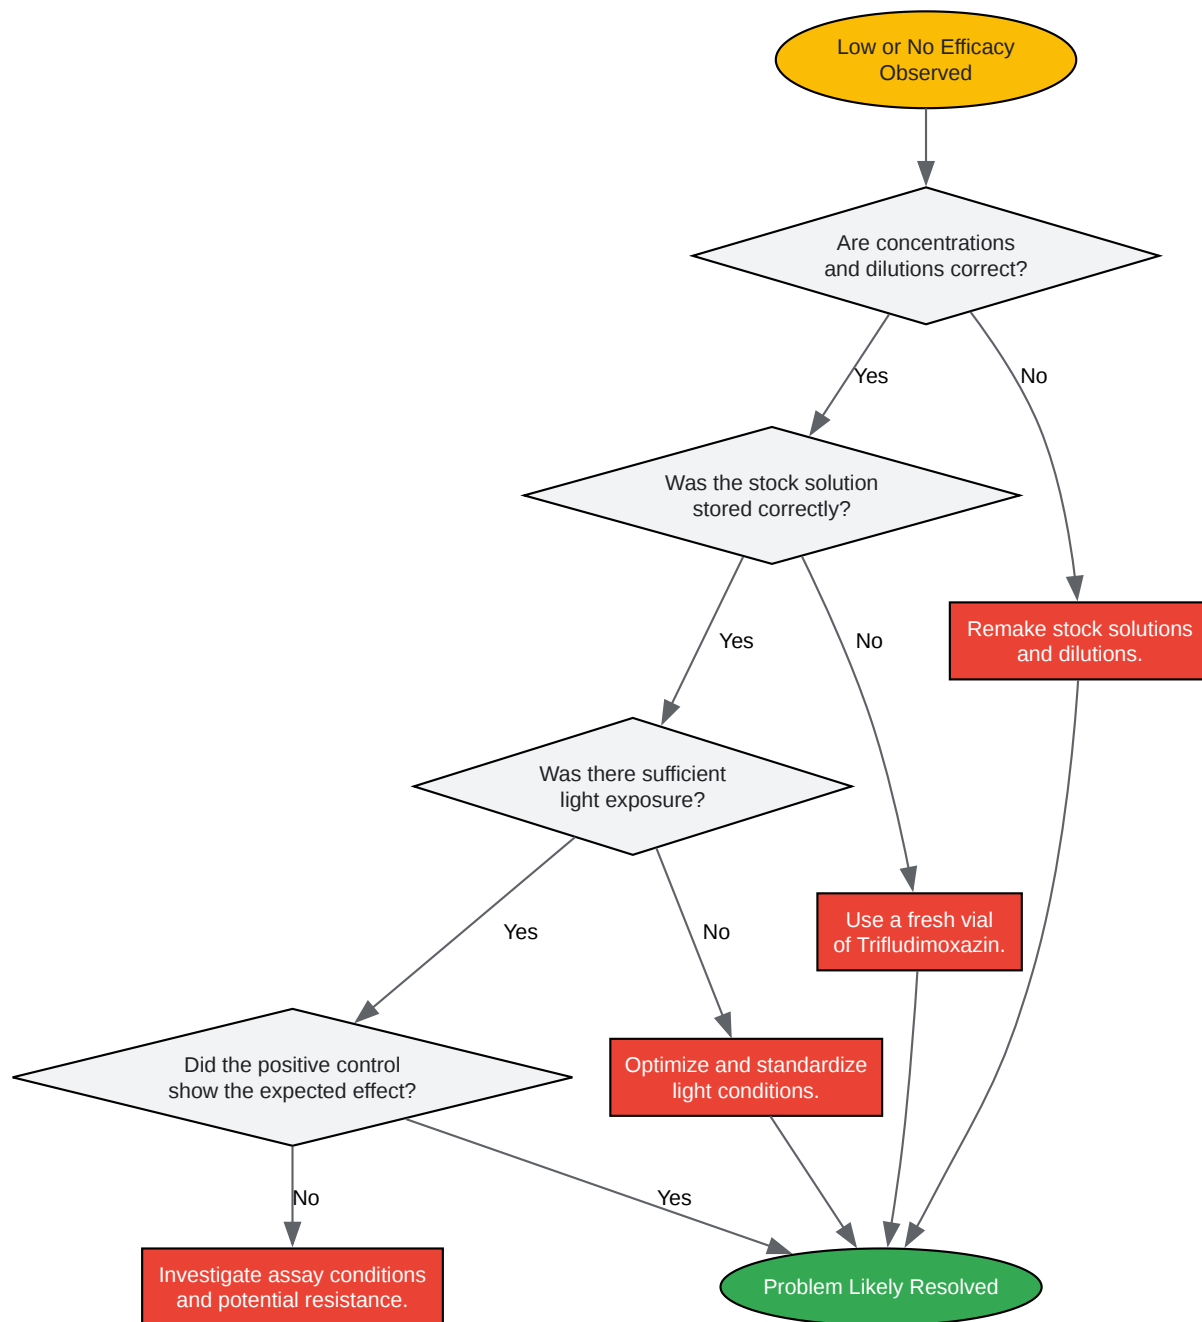 Low or No Efficacy
Observed
Are concentrations
and dilutions correct?
Yes
No
Was the stock solution
stored correctly?
Remake stock solutions
and dilutions.
Yes
No
Was there sufficient
light exposure?
Use a fresh vial
of Trifludimoxazin.
Yes
No
Did the positive control
show the expected effect?
Optimize and standardize
light conditions.
No
Yes
Investigate assay conditions
and potential resistance.
Problem Likely Resolved